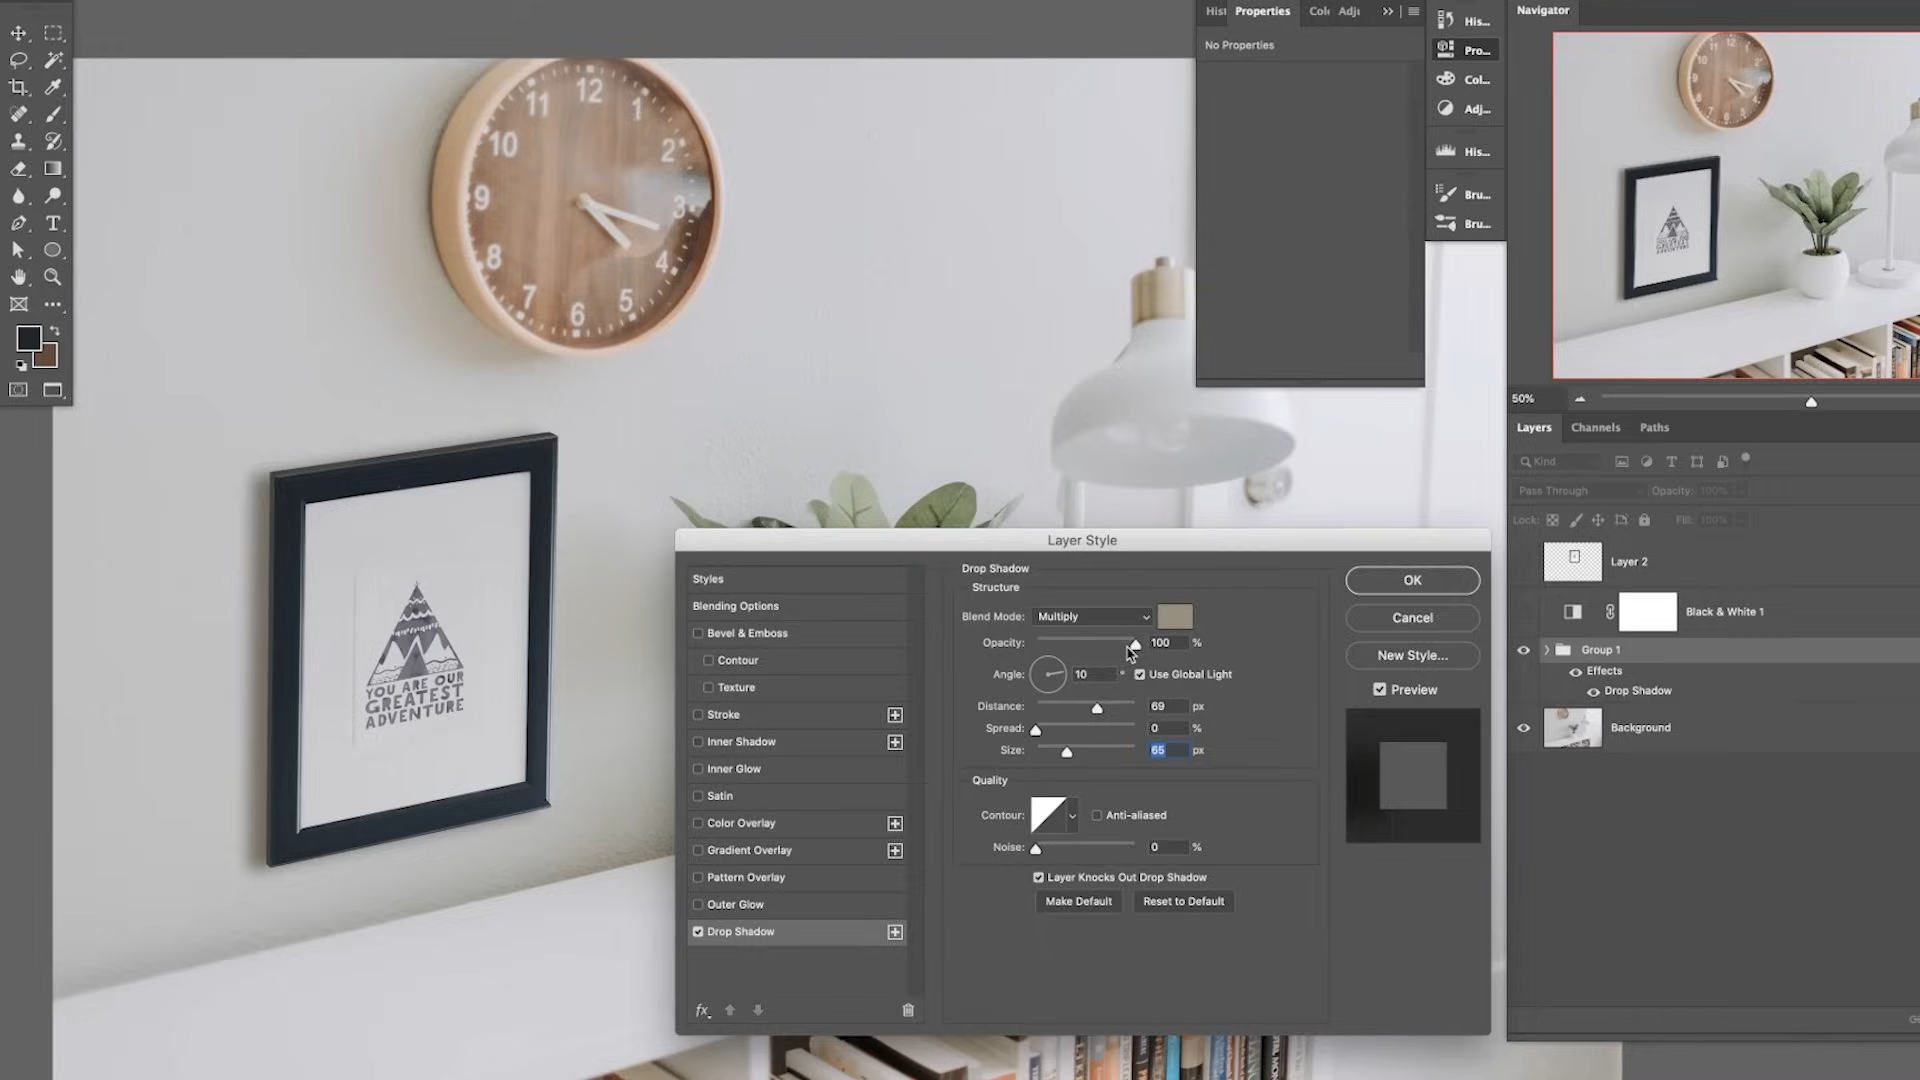 Hist
Properties
Col
Adju
No Properties
His...
Pro...
Col...
Adj...
His...
Bru...
Bru...
Navigator
50%
Layers
Channels
Paths
Kind
Pass Through
Opacity: 100%
Lock:
Fill: 100%
Layer 2
Black & White 1
Group 1
Effects
Drop Shadow
Background
12
11
1
10
2
9
3
8
4
7
5
6
YOU ARE OUR
GREATEST
ADVENTURE
T
Layer Style
Styles
Blending Options
Bevel & Emboss
Contour
Texture
Stroke
Inner Shadow
Inner Glow
Satin
Color Overlay
Gradient Overlay
Pattern Overlay
Outer Glow
Drop Shadow
fx
Drop Shadow
Structure
Blend Mode: Multiply
Opacity: 100 %
Angle: 10 ° Use Global Light
Distance: 69 px
Spread: 0 %
Size: 65 px
Quality
Contour: Anti-aliased
Noise: 0 %
Layer Knocks Out Drop Shadow
Make Default Reset to Default
OK
Cancel
New Style...
Preview